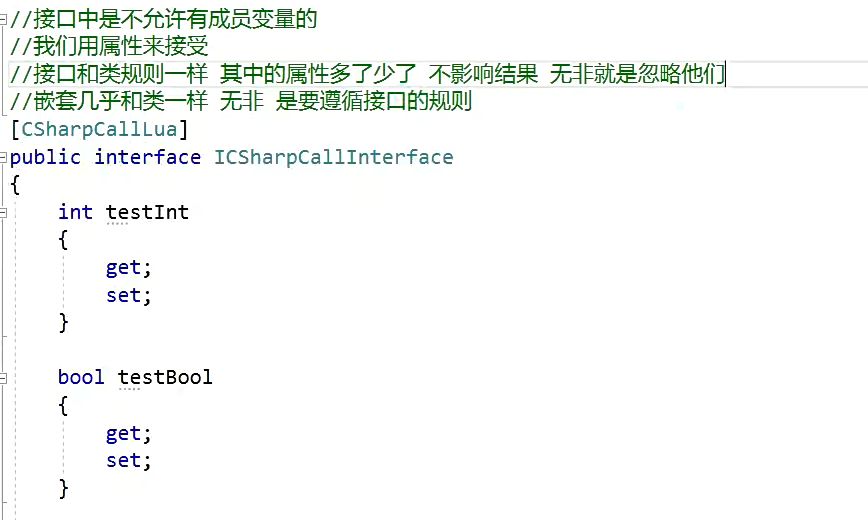 //接口中是不允许有成员变量的
//我们用属性来接受
//接口和类规则一样 其中的属性多了少了 不影响结果 无非就是忽略他们
//嵌套几乎和类一样 无非 是要遵循接口的规则
[CSharpCallLua]
public interface ICSharpCallInterface
{
    int testInt
    {
        get;
        set;
    }

    bool testBool
    {
        get;
        set;
    }